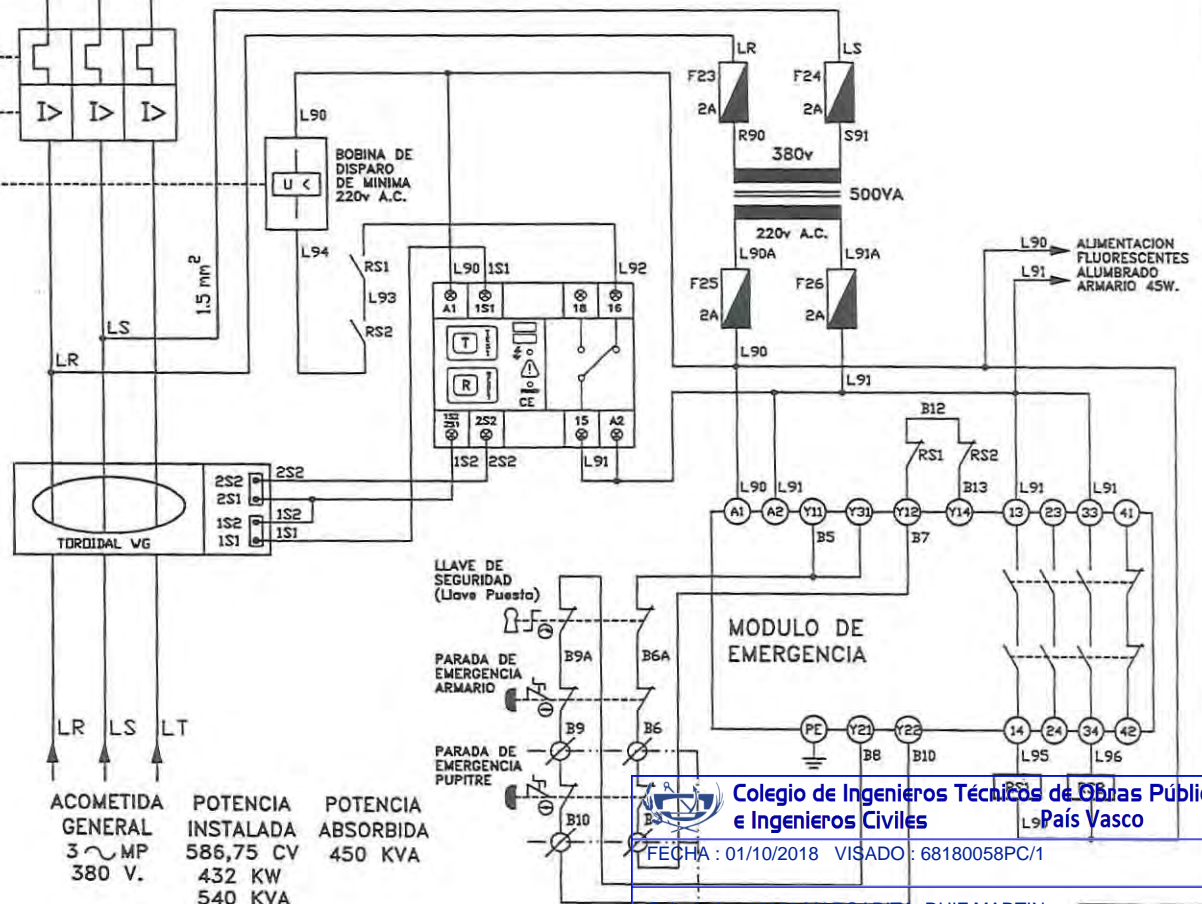 LR
LS
F23
F24
I>
I>
I>
2A
2A
L90
R90
S91
BOBINA DE
DISPARO
DE MINIMA
220v A.C.
380v
U <
500VA
220v A.C.
L94
RS1
L90
1S1
L92
L90A
L91A
L90
ALIMENTACION
FLUORESCENTES
L91
ALUMBRADO
ARMARIO 45W.
1.5 mm²
L93
A1
1S1
18
16
F25
F26
2A
2A
LS
RS2
T
TEST
LR
R
L90
CE
L91
B12
1S2
2S1
2S2
15
A2
RS1
RS2
1S2
2S2
L91
2S2
2S2
2S1
L90
L91
B13
L91
L91
1S2
1S2
1S1
1S1
A1
A2
Y11
Y31
Y12
Y14
13
23
33
41
TOROIDAL WG
B5
B7
LLAVE DE
SEGURIDAD
(Llave Puesta)
MODULO DE
EMERGENCIA
B9A
B6A
PARADA DE
EMERGENCIA
ARMARIO
B9
B6
PE
Y21
Y22
14
24
34
42
LR
LS
LT
B8
B10
L95
L96
PARADA DE
EMERGENCIA
PUPITRE
B10
ACOMETIDA
GENERAL
3 ~ MP
380 V.
POTENCIA
INSTALADA
586,75 CV
432 KW
540 KVA
POTENCIA
ABSORBIDA
450 KVA
Colegio de Ingenieros Técnicos de Obras Públic
e Ingenieros Civiles
País Vasco
FECHA : 01/10/2018 VISADO : 68180058PC/1